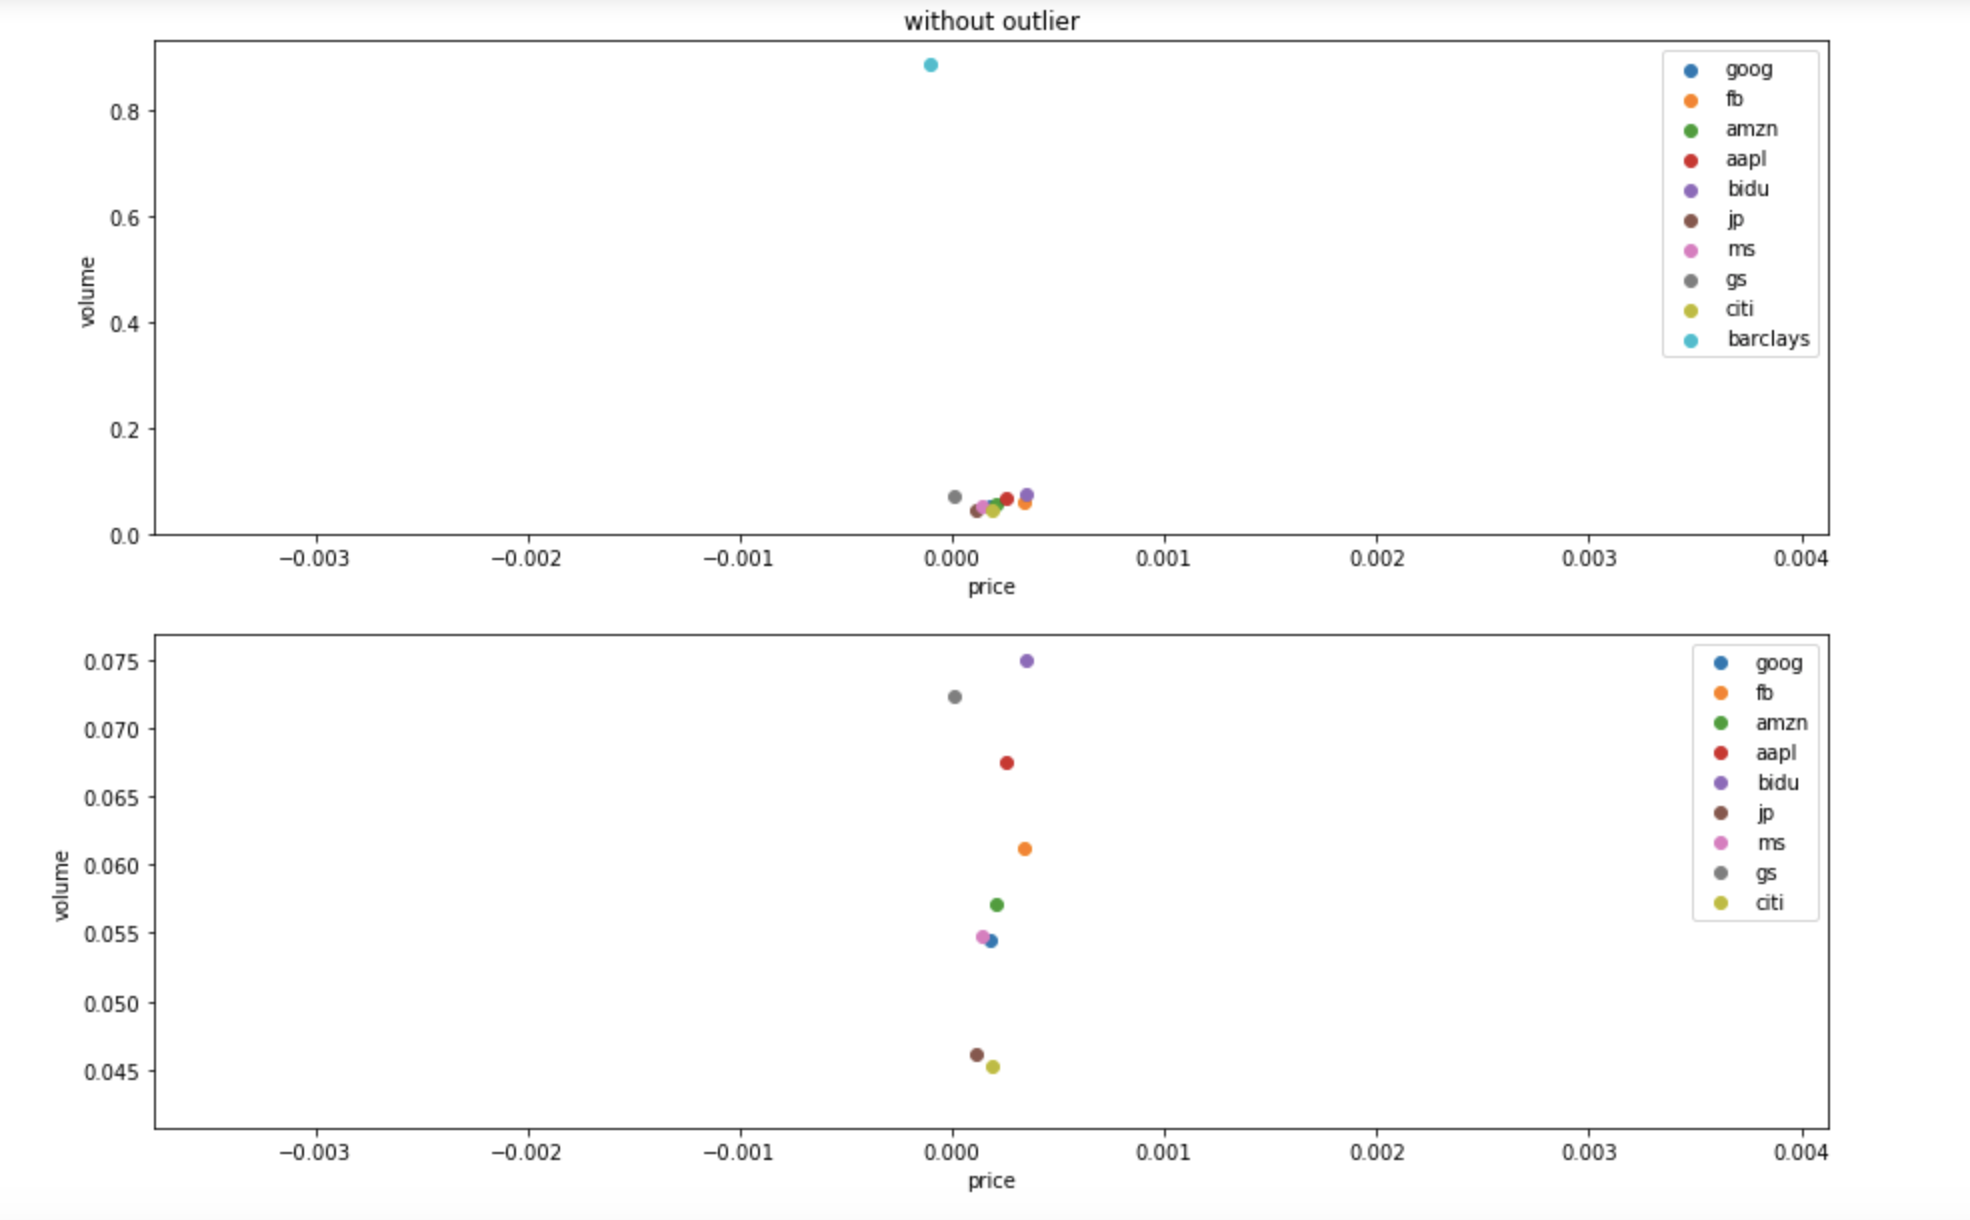 without outlier
0.8
0.6
0.4
0.2
0.0
volume
goog
fb
amzn
aapl
bidu
jp
ms
gs
citi
barclays
−0.003 −0.002 −0.001 0.000 0.001 0.002 0.003 0.004
price
0.075
0.070
0.065
0.060
0.055
0.050
0.045
volume
goog
fb
amzn
aapl
bidu
jp
ms
gs
citi
−0.003 −0.002 −0.001 0.000 0.001 0.002 0.003 0.004
price